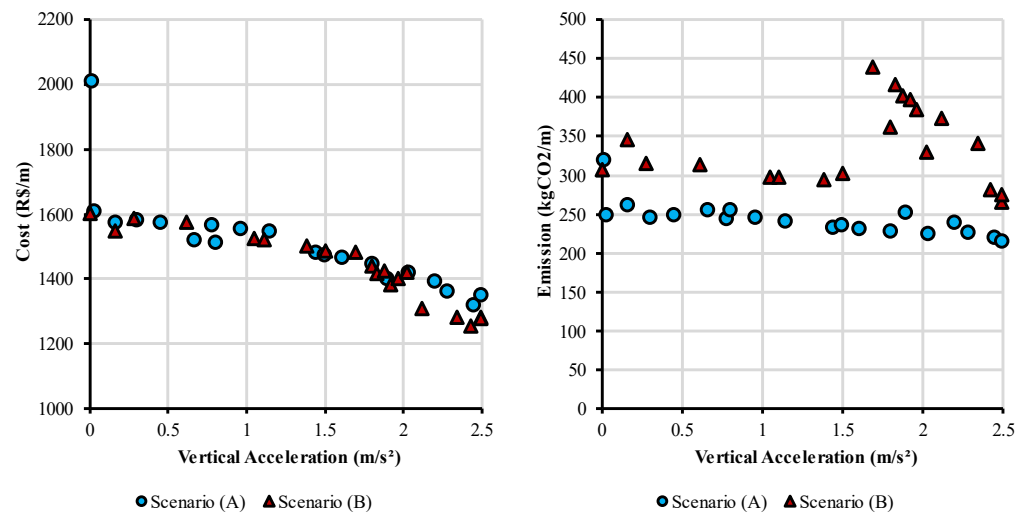 2200
2000
1800
1600
1400
1200
1000
Cost (R$/m)
0 0.5 1 1.5 2 2.5
Vertical Acceleration (m/s²)
Scenario (A) Scenario (B)
500
450
400
350
300
250
200
150
100
50
0
Emission (kgCO2/m)
0 0.5 1 1.5 2 2.5
Vertical Acceleration (m/s²)
Scenario (A) Scenario (B)